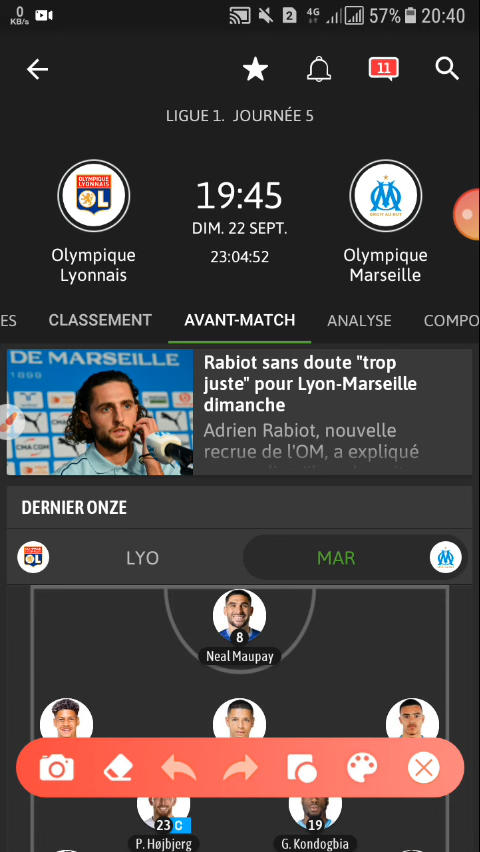 0
KB/s
2
4G
57%
20:40
11
LIGUE 1. JOURNÉE 5
19:45
DIM. 22 SEPT.
23:04:52
Olympique
Lyonnais
Olympique
Marseille
ES
CLASSEMENT
AVANT-MATCH
ANALYSE
COMPO
DE MARSEILLE
1899
Rabiot sans doute "trop
juste" pour Lyon-Marseille
dimanche
Adrien Rabiot, nouvelle
recrue de l'OM, a expliqué
DERNIER ONZE
LYO
MAR
8
Neal Maupay
23 C
19
P. Højbjerg
G. Kondogbia